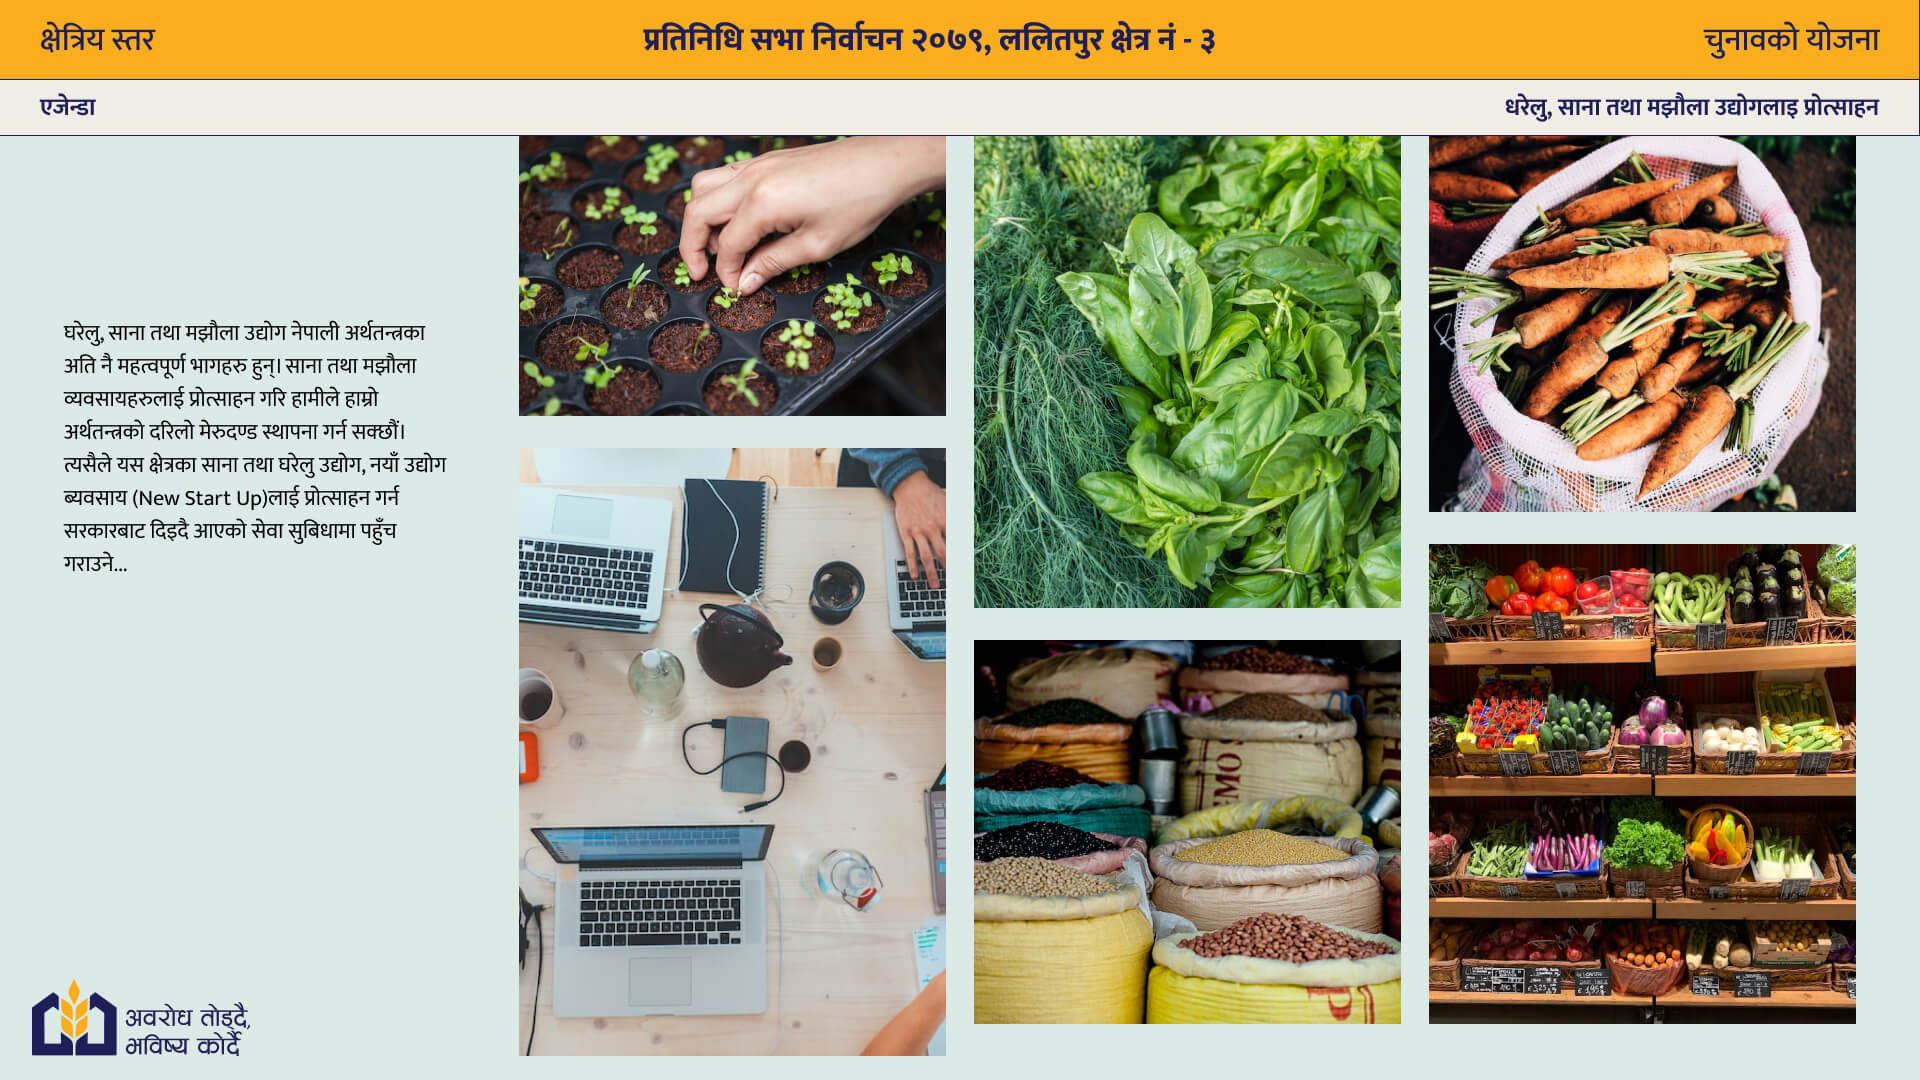 क्षेत्रिय स्तर
प्रतिनिधि सभा निर्वाचन २०७९, ललितपुर क्षेत्र नं - ३
चुनावको योजना
एजेन्डा
धरेलु, साना तथा मझौला उद्योगलाइ प्रोत्साहन
घरेलु, साना तथा मझौला उद्योग नेपाली अर्थतन्त्रका
अति नै महत्वपूर्ण भागहरु हुन्। साना तथा मझौला
व्यवसायहरुलाई प्रोत्साहन गरि हामीले हाम्रो
अर्थतन्त्रको दरिलो मेरुदण्ड स्थापना गर्न सक्छौं।
त्यसैले यस क्षेत्रका साना तथा घरेलु उद्योग, नयाँ उद्योग
ब्यवसाय (New Start Up)लाई प्रोत्साहन गर्न
सरकारबाट दिइदै आएको सेवा सुबिधामा पहुँच
गराउने...
अवरोध तोड्दै,
भविष्य कोर्दै